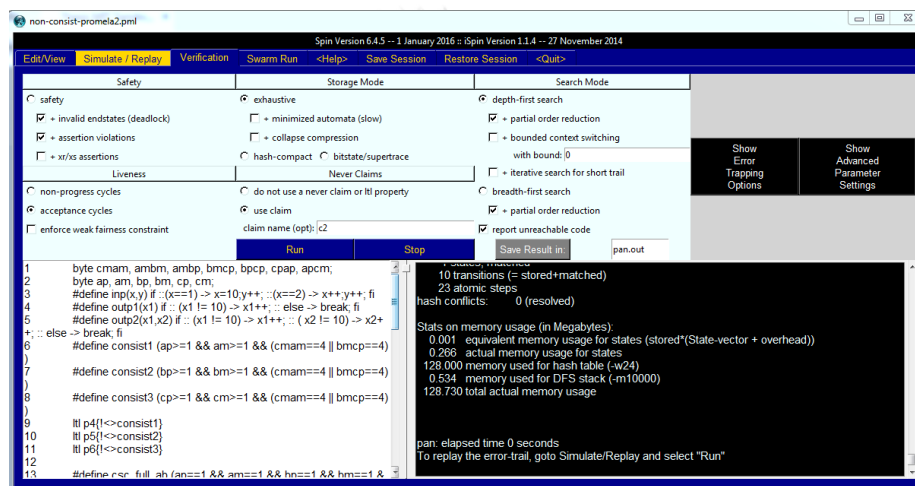 non-consist-promela2.pml
Spin Version 6.4.5 -- 1 January 2016 :: iSpin Version 1.1.4 -- 27 November 2014
Edit/View Simulate / Replay Verification Swarm Run <Help> Save Session Restore Session <Quit>
Safety Storage Mode Search Mode
safety exhaustive depth-first search
+ invalid endstates (deadlock) + minimized automata (slow) + partial order reduction
+ assertion violations + collapse compression + bounded context switching
+ xr/xs assertions hash-compact bitstate/supertrace with bound: 0
Liveness Never Claims + iterative search for short trail
non-progress cycles do not use a never claim or ltl property breadth-first search
acceptance cycles use claim + partial order reduction
enforce weak fairness constraint claim name (opt): c2 report unreachable code
Run Stop Save Result in: pan.out
Show
Error
Trapping
Options
Show
Advanced
Parameter
Settings
1 byte cmam, ambm, ambp, bmcp, bpcp, cpap, apcm;
2 byte ap, am, bp, bm, cp, cm;
3 #define inp(x,y) if ::(x==1) -> x=10;y++; ::(x==2) -> x++;y++; fi
4 #define outp1(x1) if :: (x1 != 10) -> x1++; :: else -> break; fi
5 #define outp2(x1,x2) if :: (x1 != 10) -> x1++; :: ( x2 != 10) -> x2+
+; :: else -> break; fi
6 #define consist1 (ap>=1 && am>=1 && (cmam==4 || bmcp==4)
)
7 #define consist2 (bp>=1 && bm>=1 && (cmam==4 || bmcp==4)
)
8 #define consist3 (cp>=1 && cm>=1 && (cmam==4 || bmcp==4)
)
9 ltl p4{!<>consist1}
10 ltl p5{!<>consist2}
11 ltl p6{!<>consist3}
12
13 #define csc_full_ab (ap==1 && am==1 && bp==1 && bm==1 &
states, matched
10 transitions (= stored+matched)
23 atomic steps
hash conflicts: 0 (resolved)
Stats on memory usage (in Megabytes):
0.001 equivalent memory usage for states (stored*(State-vector + overhead))
0.266 actual memory usage for states
128.000 memory used for hash table (-w24)
0.534 memory used for DFS stack (-m10000)
128.730 total actual memory usage
pan: elapsed time 0 seconds
To replay the error-trail, goto Simulate/Replay and select "Run"